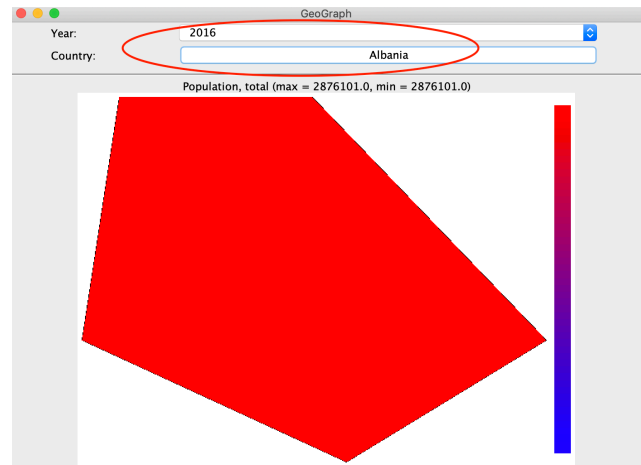 GeoGraph
Year: 2016
Country: Albania
Population, total (max = 2876101.0, min = 2876101.0)